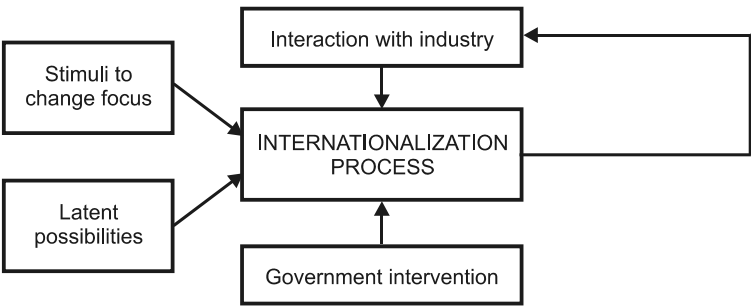 Interaction with industry
Stimuli to
change focus
INTERNATIONALIZATION
PROCESS
Latent
possibilities
Government intervention